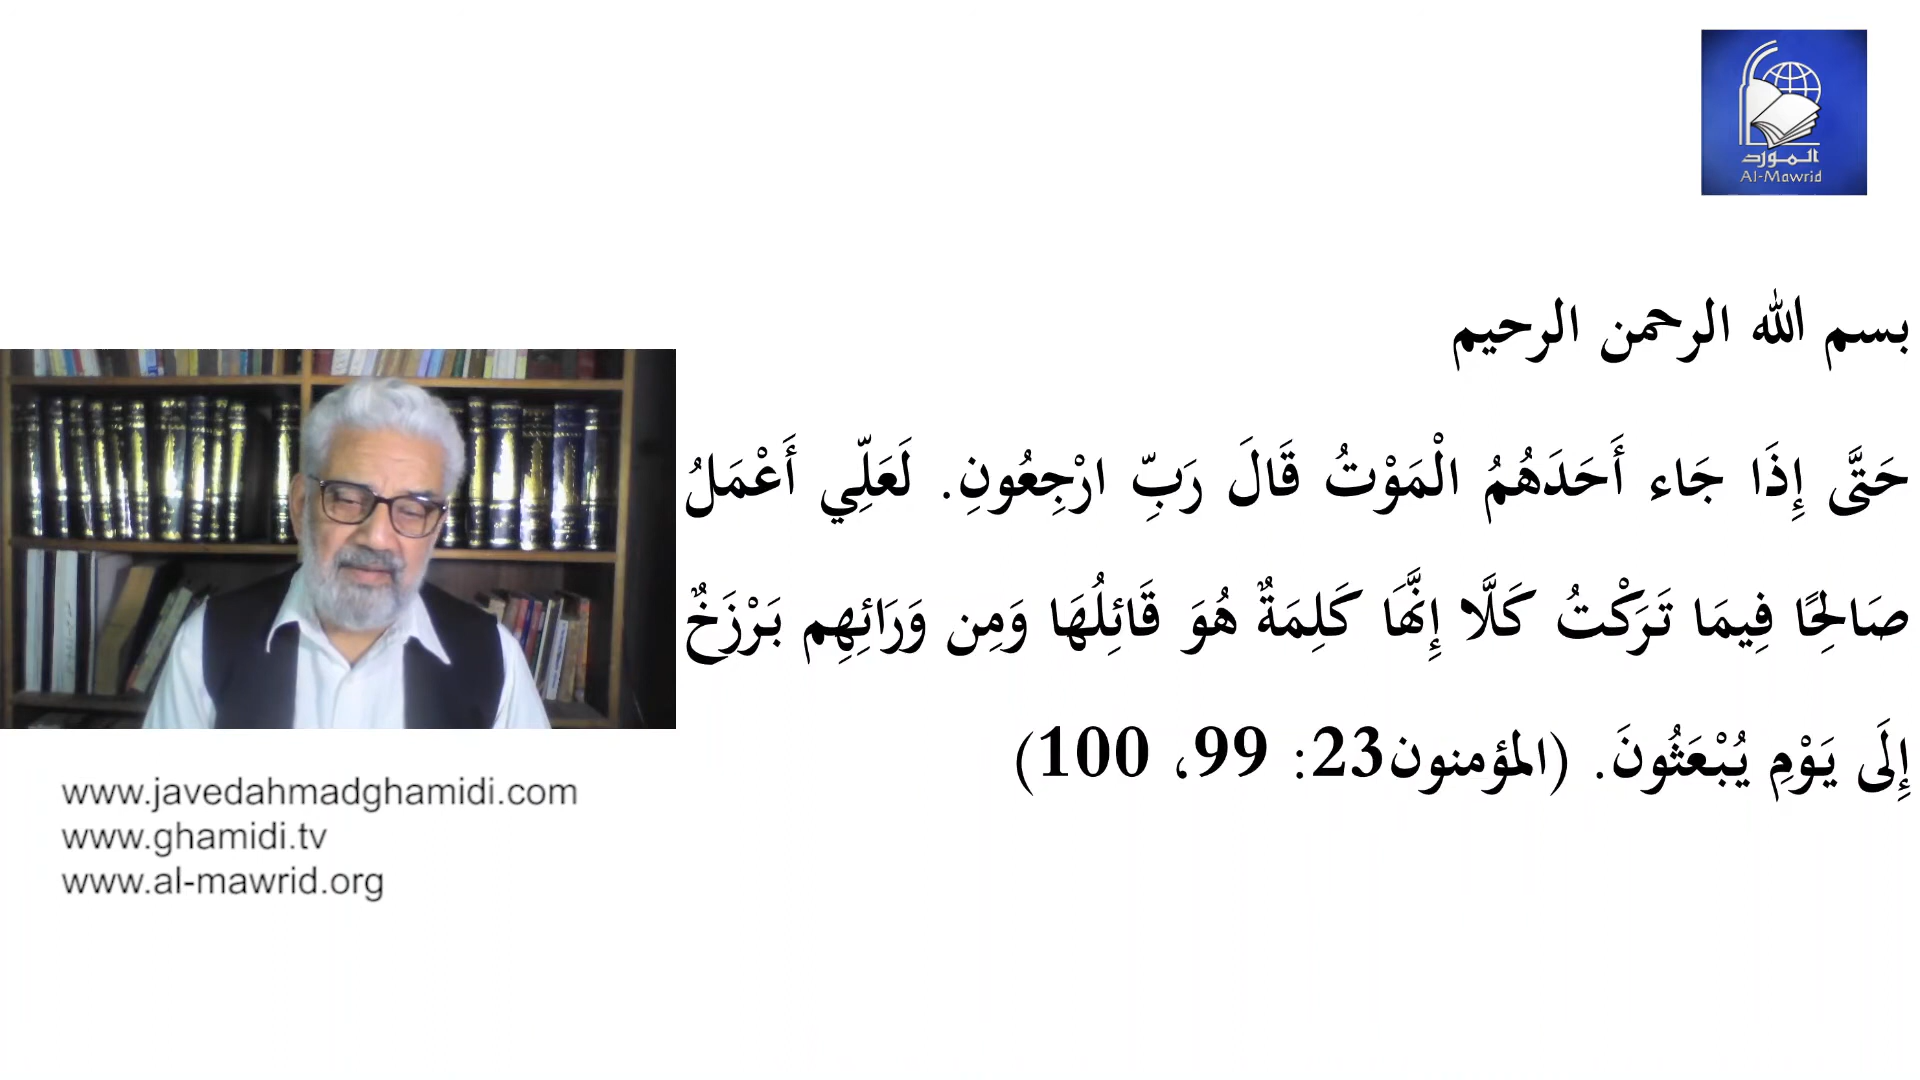 المورد
Al-Mawrid
بسم الله الرحمن الرحيم
حَتَّى إِذَا جَاء أَحَدَهُمُ الْمَوْتُ قَالَ رَبِّ ارْجِعُونِ. لَعَلِّي أَعْمَلُ
صَالِحًا فِيمَا تَرَكْتُ كَلَّا إِنَّهَا كَلِمَةٌ هُوَ قَائِلُهَا وَمِن وَرَائِهِم بَرْزَخٌ
إِلَى يَوْمِ يُبْعَثُونَ. (المؤمنون23: 99، 100)
www.javedahmadghamidi.com
www.ghamidi.tv
www.al-mawrid.org